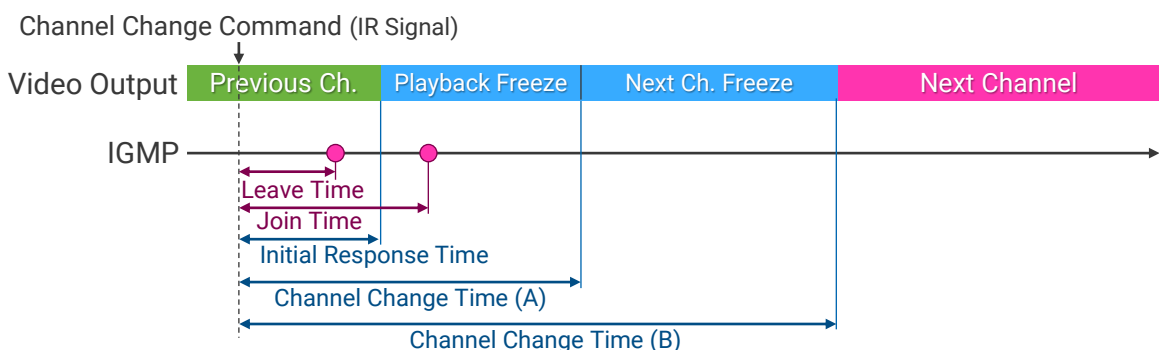 Channel Change Command (IR Signal)
Video Output
Previous Ch.
Playback Freeze
Next Ch. Freeze
Next Channel
IGMP
Leave Time
Join Time
Initial Response Time
Channel Change Time (A)
Channel Change Time (B)